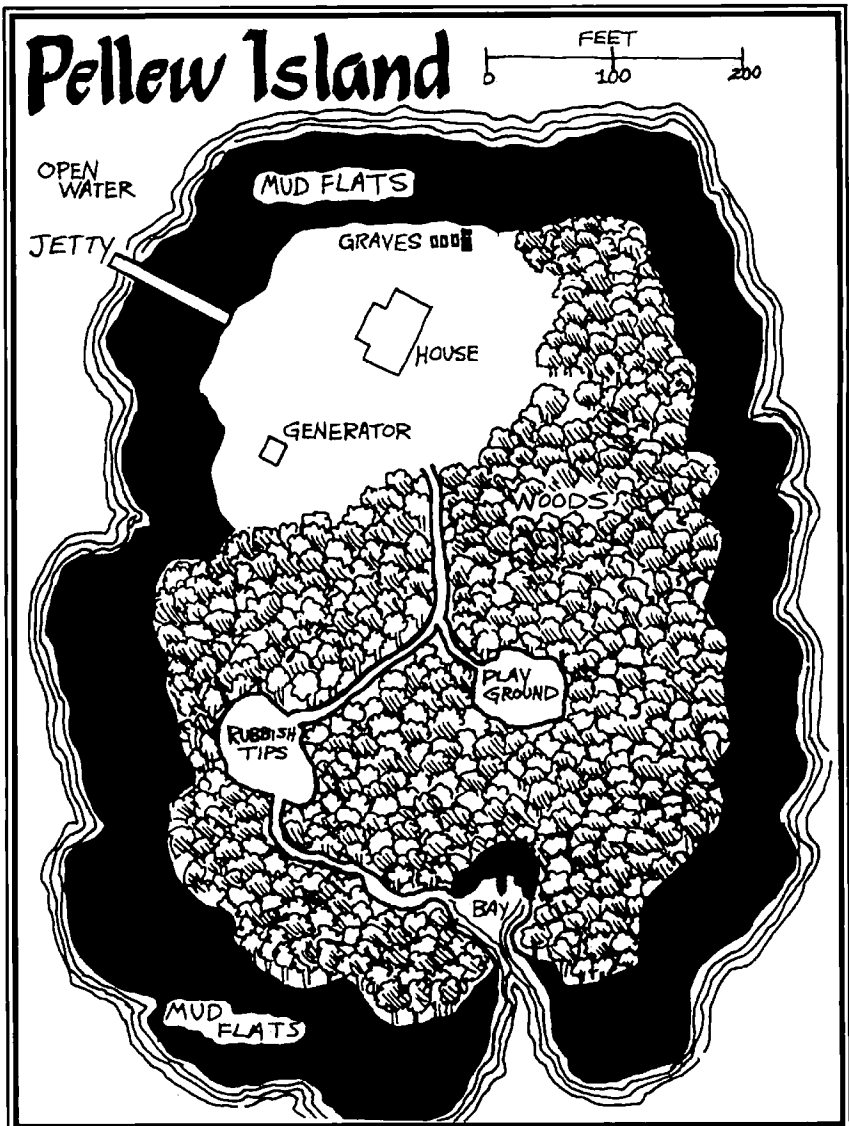 Pellew Island
FEET
0 100 200
OPEN
WATER
MUD FLATS
JETTY
GRAVES
HOUSE
GENERATOR
WOODS
PLAY
GROUND
RUBBISH
TIPS
BAY
MUD
FLATS